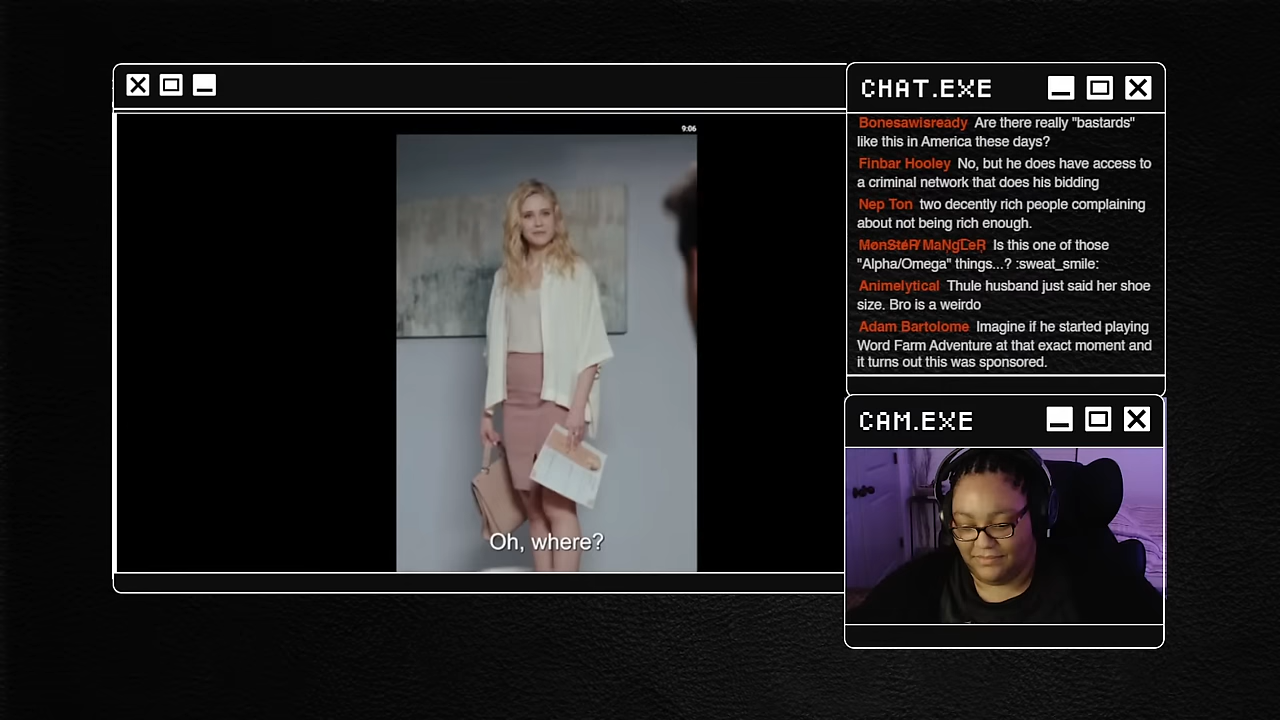 CHAT.EXE
9:06
Bonesawisready Are there really "bastards"
like this in America these days?
Finbar Hooley No, but he does have access to
a criminal network that does his bidding
Nep Ton two decently rich people complaining
about not being rich enough.
MonSteR MaNgLeR Is this one of those
"Alpha/Omega" things...? :sweat_smile:
Animelytical Thule husband just said her shoe
size. Bro is a weirdo
Adam Bartolome Imagine if he started playing
Word Farm Adventure at that exact moment and
it turns out this was sponsored.
CAM.EXE
Oh, where?